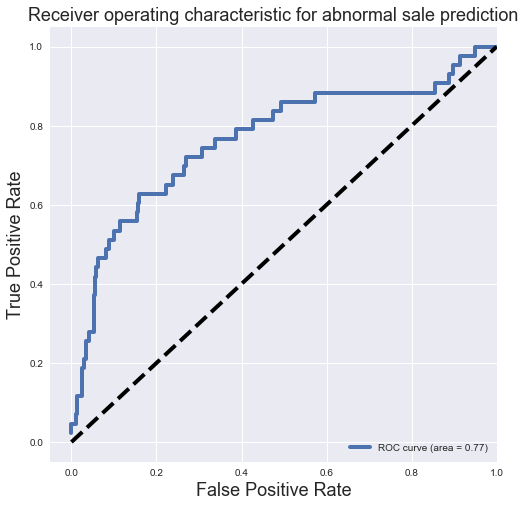 Receiver operating characteristic for abnormal sale prediction
1.0
0.8
0.6
0.4
0.2
0.0
True Positive Rate
ROC curve (area = 0.77)
0.0 0.2 0.4 0.6 0.8 1.0
False Positive Rate